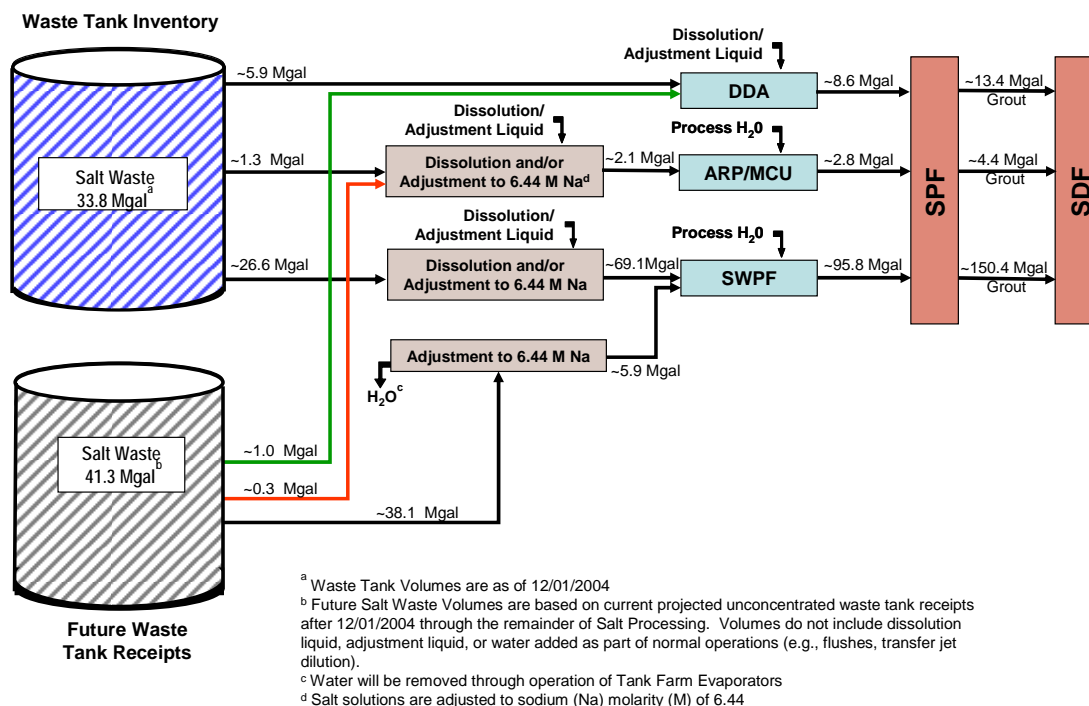 Waste Tank Inventory
Salt Waste
33.8 Mgal a
~5.9 Mgal
~1.3 Mgal
~26.6 Mgal
Dissolution/
Adjustment Liquid
DDA
~8.6 Mgal
~13.4 Mgal
Grout
Dissolution/
Adjustment Liquid
Dissolution and/or
Adjustment to 6.44 M Na d
~2.1 Mgal
Process H20
ARP/MCU
~2.8 Mgal
~4.4 Mgal
Grout
Dissolution/
Adjustment Liquid
Dissolution and/or
Adjustment to 6.44 M Na
~69.1Mgal
Process H20
SWPF
~95.8 Mgal
~150.4 Mgal
Grout
SPF
SDF
Adjustment to 6.44 M Na
~5.9 Mgal
H2O c
Salt Waste
41.3 Mgal b
~1.0 Mgal
~0.3 Mgal
~38.1 Mgal
Future Waste
Tank Receipts
a Waste Tank Volumes are as of 12/01/2004
b Future Salt Waste Volumes are based on current projected unconcentrated waste tank receipts
after 12/01/2004 through the remainder of Salt Processing. Volumes do not include dissolution
liquid, adjustment liquid, or water added as part of normal operations (e.g., flushes, transfer jet
dilution).
c Water will be removed through operation of Tank Farm Evaporators
d Salt solutions are adjusted to sodium (Na) molarity (M) of 6.44